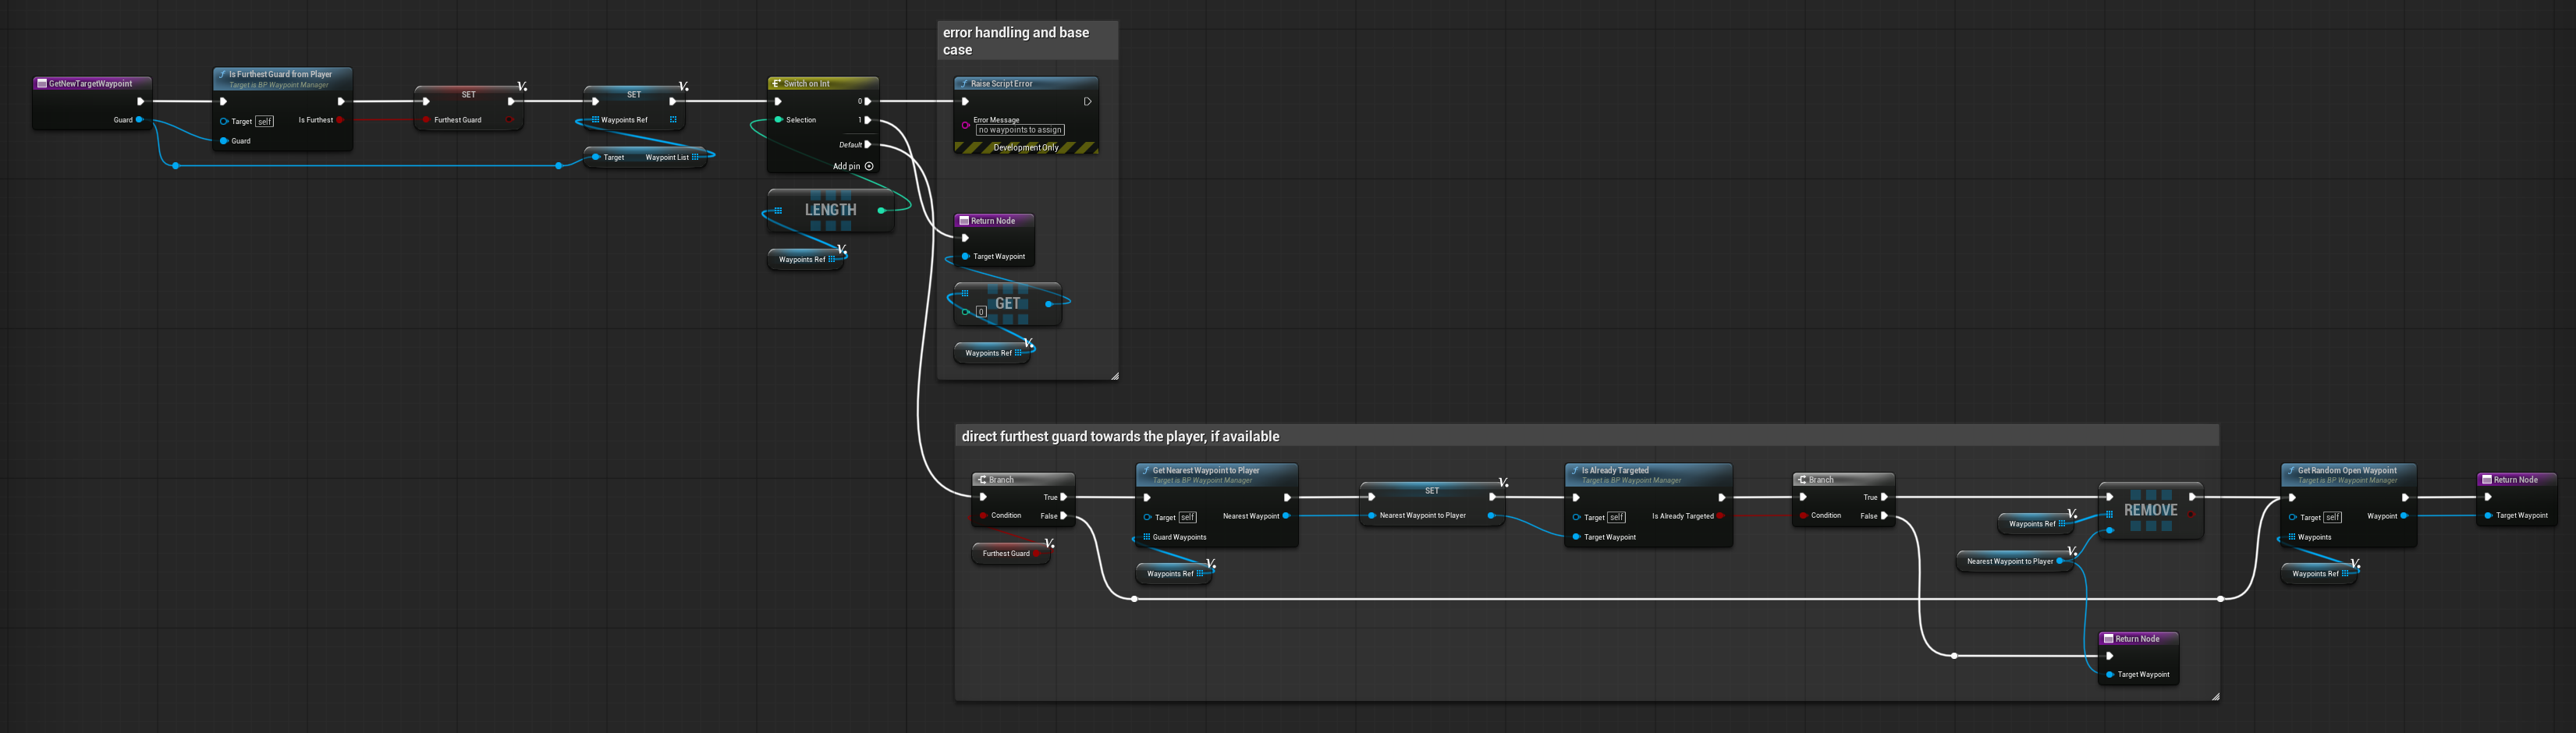 error handling and base
case
GetNewTargetWaypoint
Guard
Is Furthest Guard from Player
Target is BP Waypoint Manager
Target self
Is Furthest
Guard
SET
Furthest Guard
SET
Waypoints Ref
Target
Waypoint List
Switch on Int
Selection
0
1
Default
Add pin
LENGTH
Waypoints Ref
Raise Script Error
Error Message
no waypoints to assign
Development Only
Return Node
Target Waypoint
GET
0
Waypoints Ref
direct furthest guard towards the player, if available
Branch
True
Condition
False
Furthest Guard
Get Nearest Waypoint to Player
Target is BP Waypoint Manager
Target self
Nearest Waypoint
Guard Waypoints
Waypoints Ref
SET
Nearest Waypoint to Player
Is Already Targeted
Target is BP Waypoint Manager
Target self
Is Already Targeted
Target Waypoint
Branch
True
Condition
False
Waypoints Ref
Nearest Waypoint to Player
REMOVE
Return Node
Target Waypoint
Get Random Open Waypoint
Target is BP Waypoint Manager
Target self
Waypoint
Waypoints
Waypoints Ref
Return Node
Target Waypoint